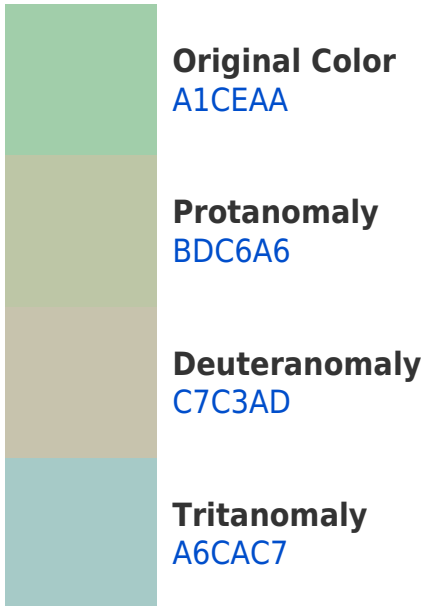 Original Color
A1CEAA
Protanomaly
BDC6A6
Deuteranomaly
C7C3AD
Tritanomaly
A6CAC7